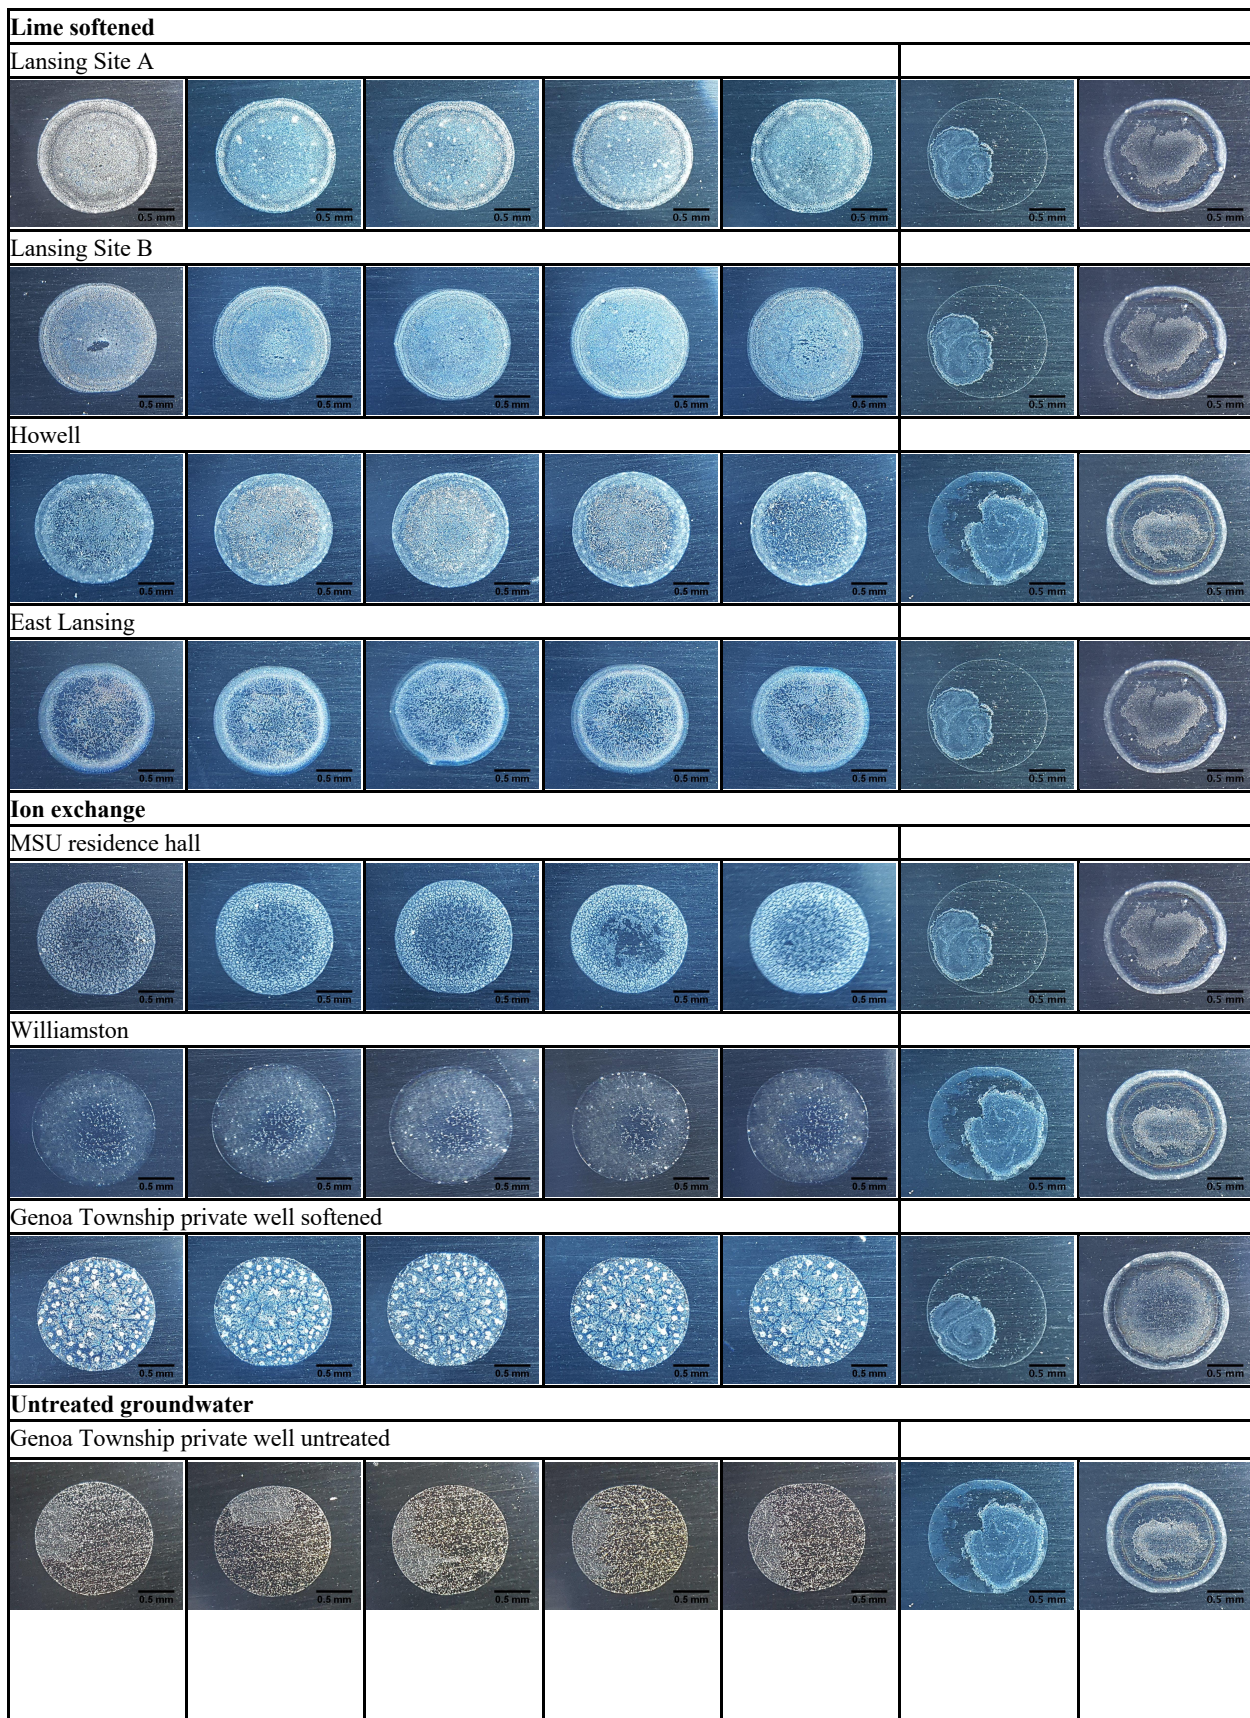 Lime softened
Lansing Site A
0.5 mm 0.5 mm 0.5 mm 0.5 mm 0.5 mm 0.5 mm 0.5 mm
Lansing Site B
0.5 mm 0.5 mm 0.5 mm 0.5 mm 0.5 mm 0.5 mm 0.5 mm
Howell
0.5 mm 0.5 mm 0.5 mm 0.5 mm 0.5 mm 0.5 mm 0.5 mm
East Lansing
0.5 mm 0.5 mm 0.5 mm 0.5 mm 0.5 mm 0.5 mm 0.5 mm
Ion exchange
MSU residence hall
0.5 mm 0.5 mm 0.5 mm 0.5 mm 0.5 mm 0.5 mm 0.5 mm
Williamston
0.5 mm 0.5 mm 0.5 mm 0.5 mm 0.5 mm 0.5 mm 0.5 mm
Genoa Township private well softened
0.5 mm 0.5 mm 0.5 mm 0.5 mm 0.5 mm 0.5 mm 0.5 mm
Untreated groundwater
Genoa Township private well untreated
0.5 mm 0.5 mm 0.5 mm 0.5 mm 0.5 mm 0.5 mm 0.5 mm